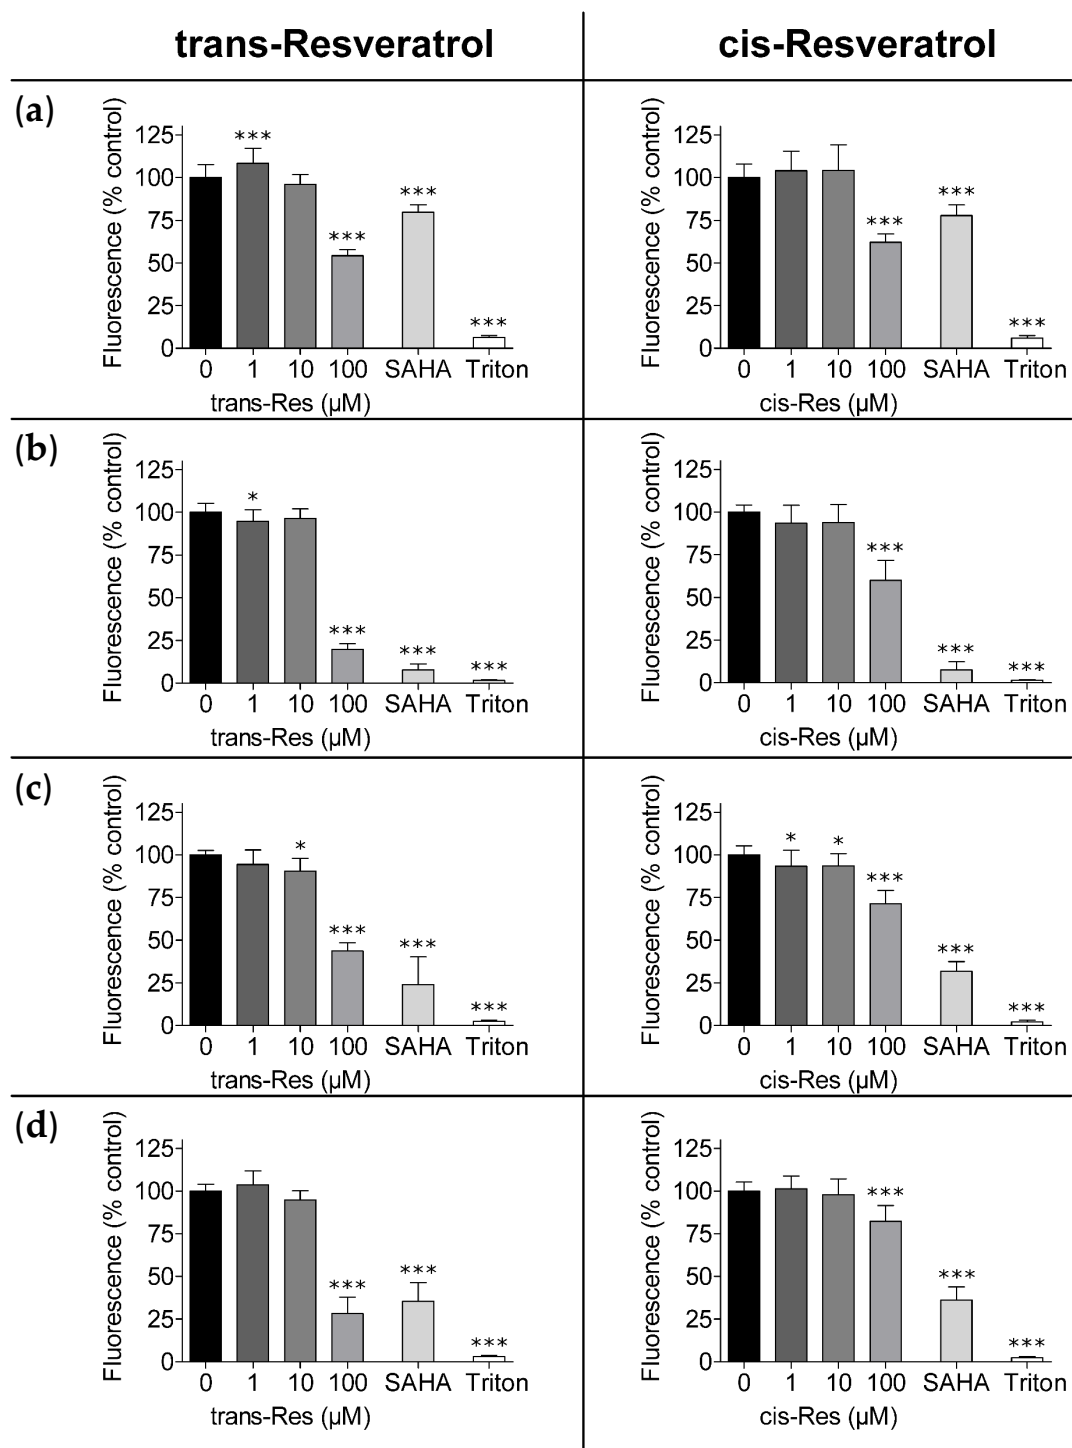 trans-Resveratrol
cis-Resveratrol
(a)
Fluorescence (% control)
125
100
75
50
25
0
***
***
***
***
0 1 10 100 SAHA Triton
trans-Res (µM)
Fluorescence (% control)
125
100
75
50
25
0
***
***
***
0 1 10 100 SAHA Triton
cis-Res (µM)
(b)
Fluorescence (% control)
125
100
75
50
25
0
*
***
***
***
0 1 10 100 SAHA Triton
trans-Res (µM)
Fluorescence (% control)
125
100
75
50
25
0
***
***
***
0 1 10 100 SAHA Triton
cis-Res (µM)
(c)
Fluorescence (% control)
125
100
75
50
25
0
*
***
***
***
0 1 10 100 SAHA Triton
trans-Res (µM)
Fluorescence (% control)
125
100
75
50
25
0
*
*
***
***
***
0 1 10 100 SAHA Triton
cis-Res (µM)
(d)
Fluorescence (% control)
125
100
75
50
25
0
***
***
***
0 1 10 100 SAHA Triton
trans-Res (µM)
Fluorescence (% control)
125
100
75
50
25
0
***
***
***
0 1 10 100 SAHA Triton
cis-Res (µM)